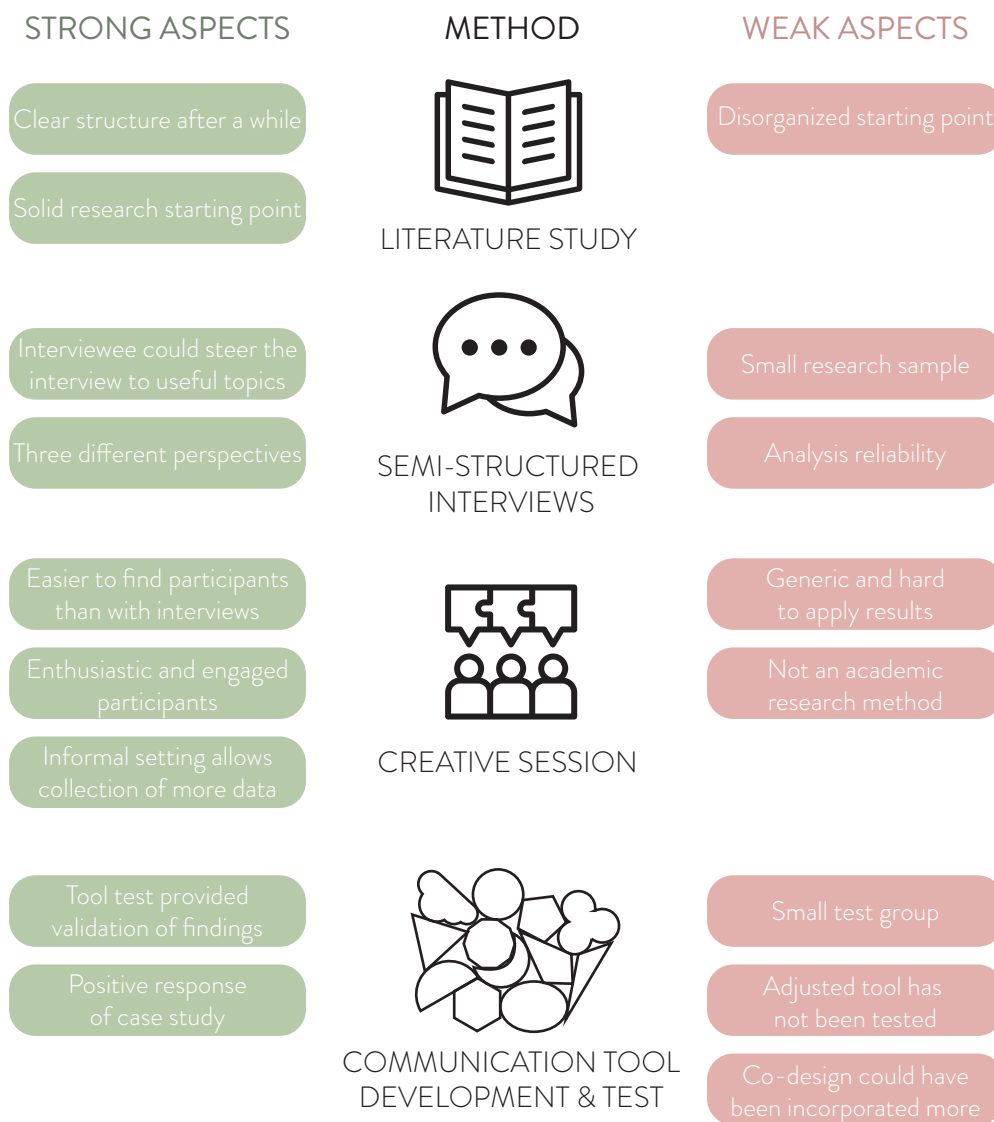 STRONG ASPECTS
METHOD
WEAK ASPECTS
Clear structure after a while
Solid research starting point
LITERATURE STUDY
Disorganized starting point
Interviewee could steer the
interview to useful topics
Three different perspectives
SEMI-STRUCTURED
INTERVIEWS
Small research sample
Analysis reliability
Easier to find participants
than with interviews
Enthusiastic and engaged
participants
Informal setting allows
collection of more data
CREATIVE SESSION
Generic and hard
to apply results
Not an academic
research method
Tool test provided
validation of findings
Positive response
of case study
COMMUNICATION TOOL
DEVELOPMENT & TEST
Small test group
Adjusted tool has
not been tested
Co-design could have
been incorporated more